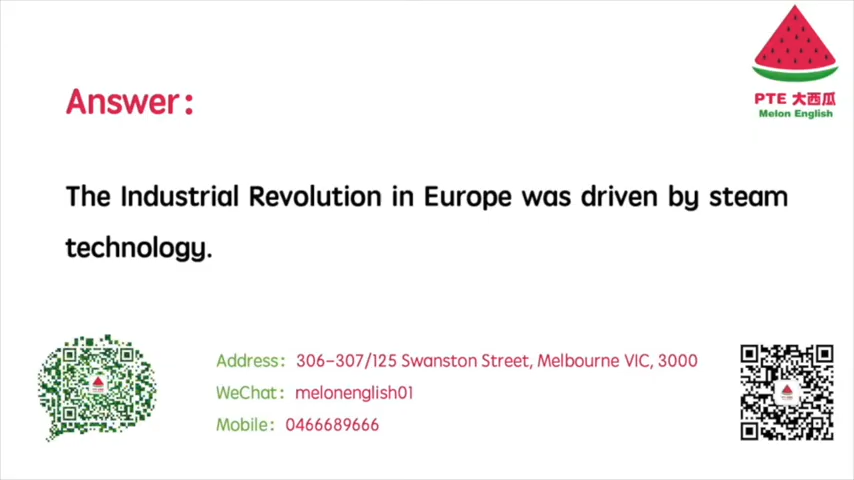 PTE 大西瓜
Melon English
Answer:
The Industrial Revolution in Europe was driven by steam
technology.
Address: 306-307/125 Swanston Street, Melbourne VIC, 3000
WeChat: melonenglish01
Mobile: 0466689666